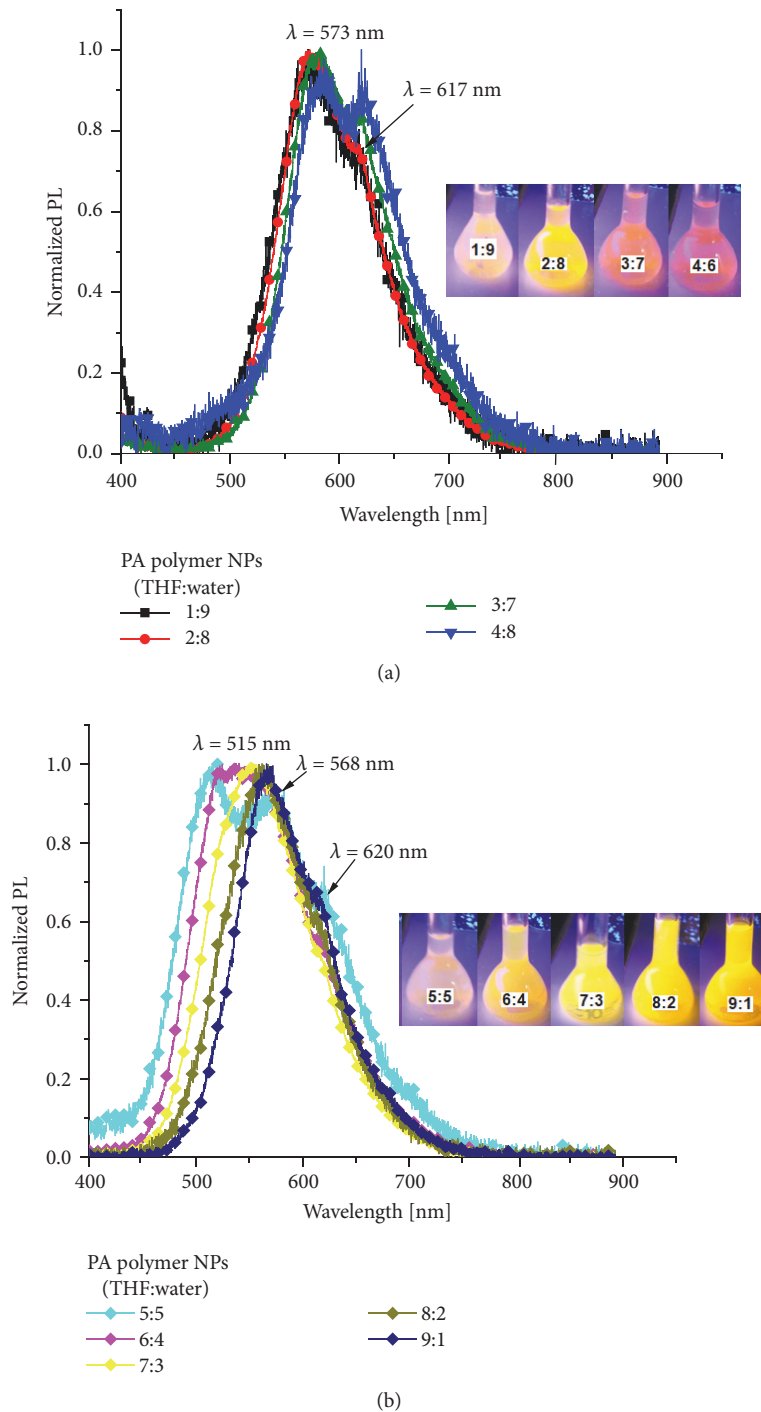 λ = 573 nm
λ = 617 nm
1.0
0.8
0.6
0.4
0.2
0.0
Normalized PL
1:9
2:8
3:7
4:6
400
500
600
700
800
900
Wavelength [nm]
PA polymer NPs
(THF:water)
1:9
2:8
3:7
4:8
(a)
λ = 515 nm
λ = 568 nm
λ = 620 nm
1.0
0.8
0.6
0.4
0.2
0.0
Normalized PL
5:5
6:4
7:3
8:2
9:1
400
500
600
700
800
900
Wavelength [nm]
PA polymer NPs
(THF:water)
5:5
6:4
7:3
8:2
9:1
(b)